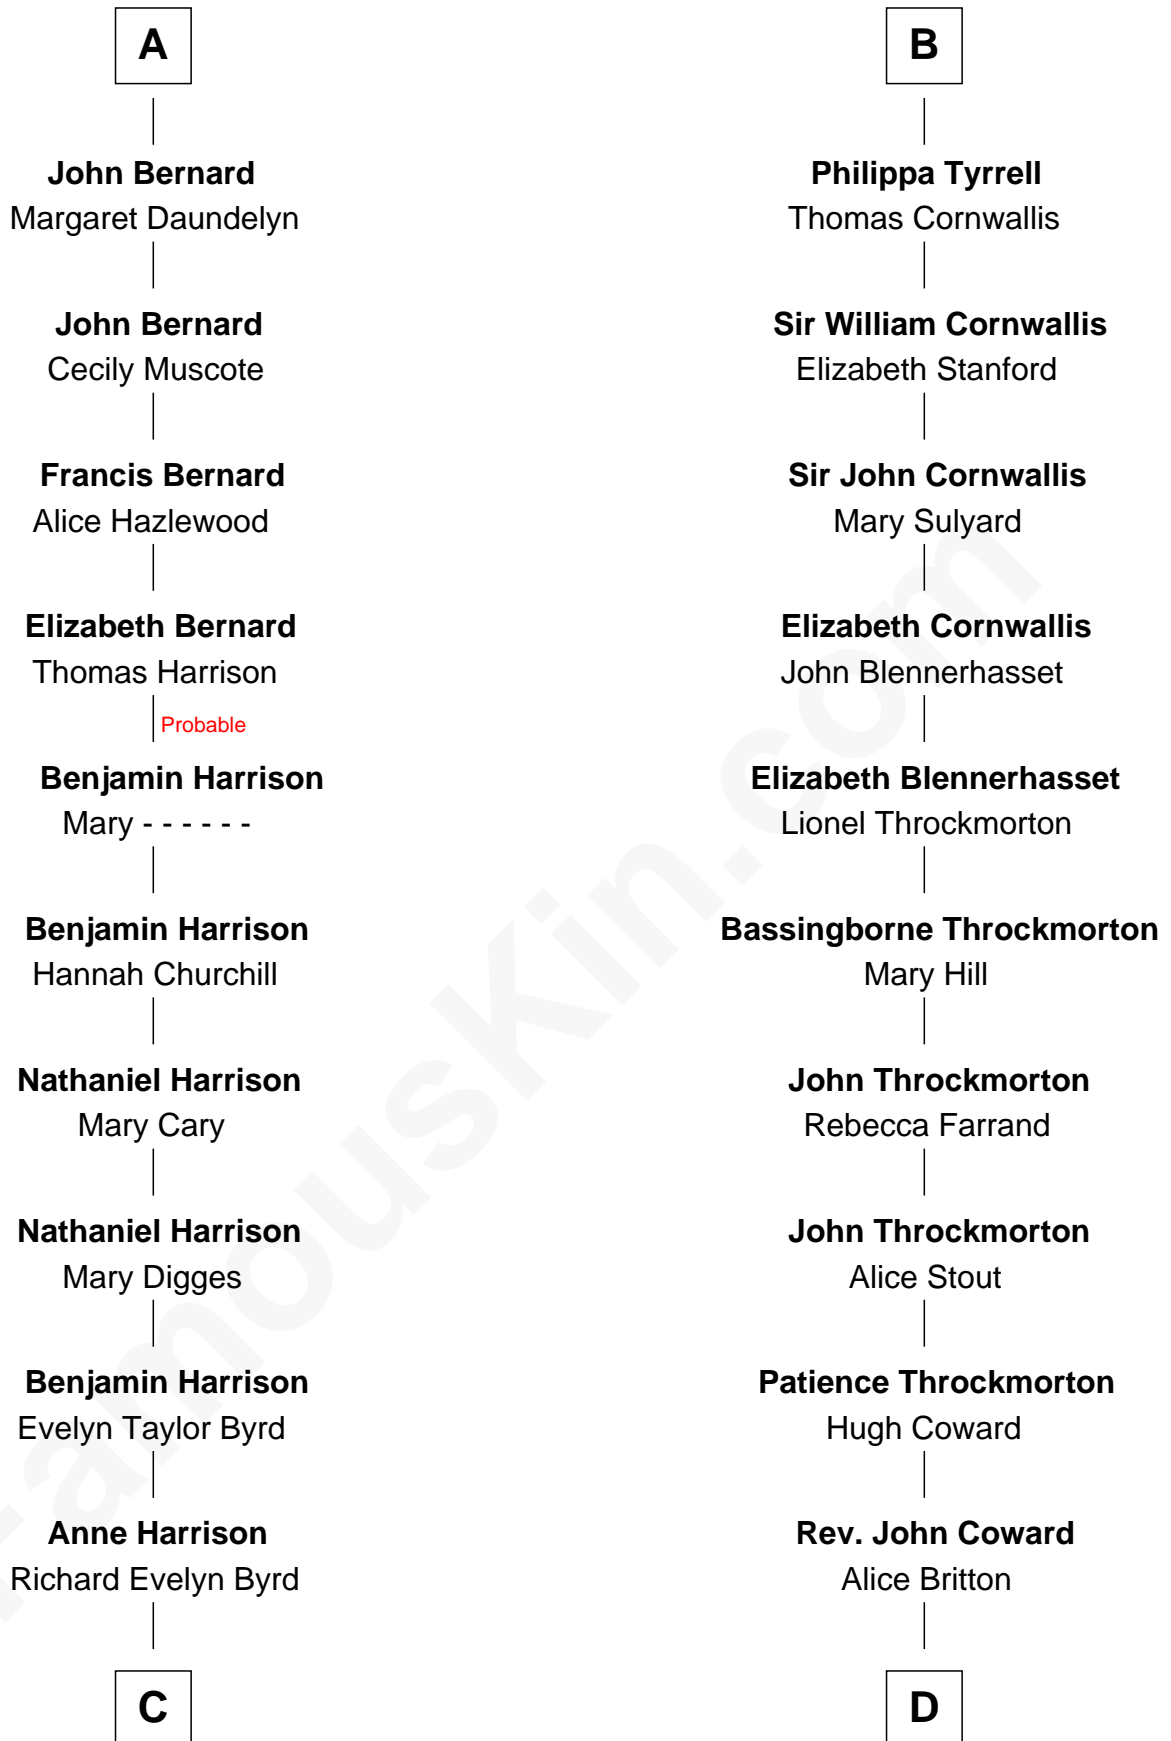 A
John Bernard
Margaret Daundelyn
John Bernard
Cecily Muscote
Francis Bernard
Alice Hazlewood
Elizabeth Bernard
Thomas Harrison
Probable
Benjamin Harrison
Mary - - - - - -
Benjamin Harrison
Hannah Churchill
Nathaniel Harrison
Mary Cary
Nathaniel Harrison
Mary Digges
Benjamin Harrison
Evelyn Taylor Byrd
Anne Harrison
Richard Evelyn Byrd
C
B
Philippa Tyrrell
Thomas Cornwallis
Sir William Cornwallis
Elizabeth Stanford
Sir John Cornwallis
Mary Sulyard
Elizabeth Cornwallis
John Blennerhasset
Elizabeth Blennerhasset
Lionel Throckmorton
Bassingborne Throckmorton
Mary Hill
John Throckmorton
Rebecca Farrand
John Throckmorton
Alice Stout
Patience Throckmorton
Hugh Coward
Rev. John Coward
Alice Britton
D
FamousKin.com